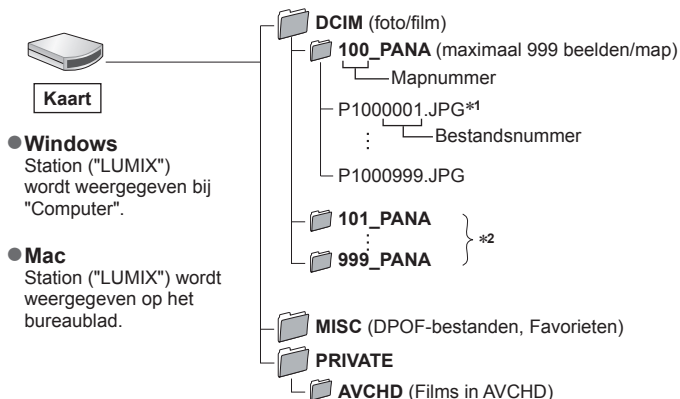 DCIM (foto/film)
100_PANA (maximaal 999 beelden/map)
Mapnummer
Kaart
P1000001.JPG*1
Bestandsnummer
P1000999.JPG
●Windows
Station ("LUMIX")
wordt weergegeven bij
"Computer".
101_PANA
*2
999_PANA
●Mac
Station ("LUMIX") wordt
weergegeven op het
bureaublad.
MISC (DPOF-bestanden, Favorieten)
PRIVATE
AVCHD (Films in AVCHD)